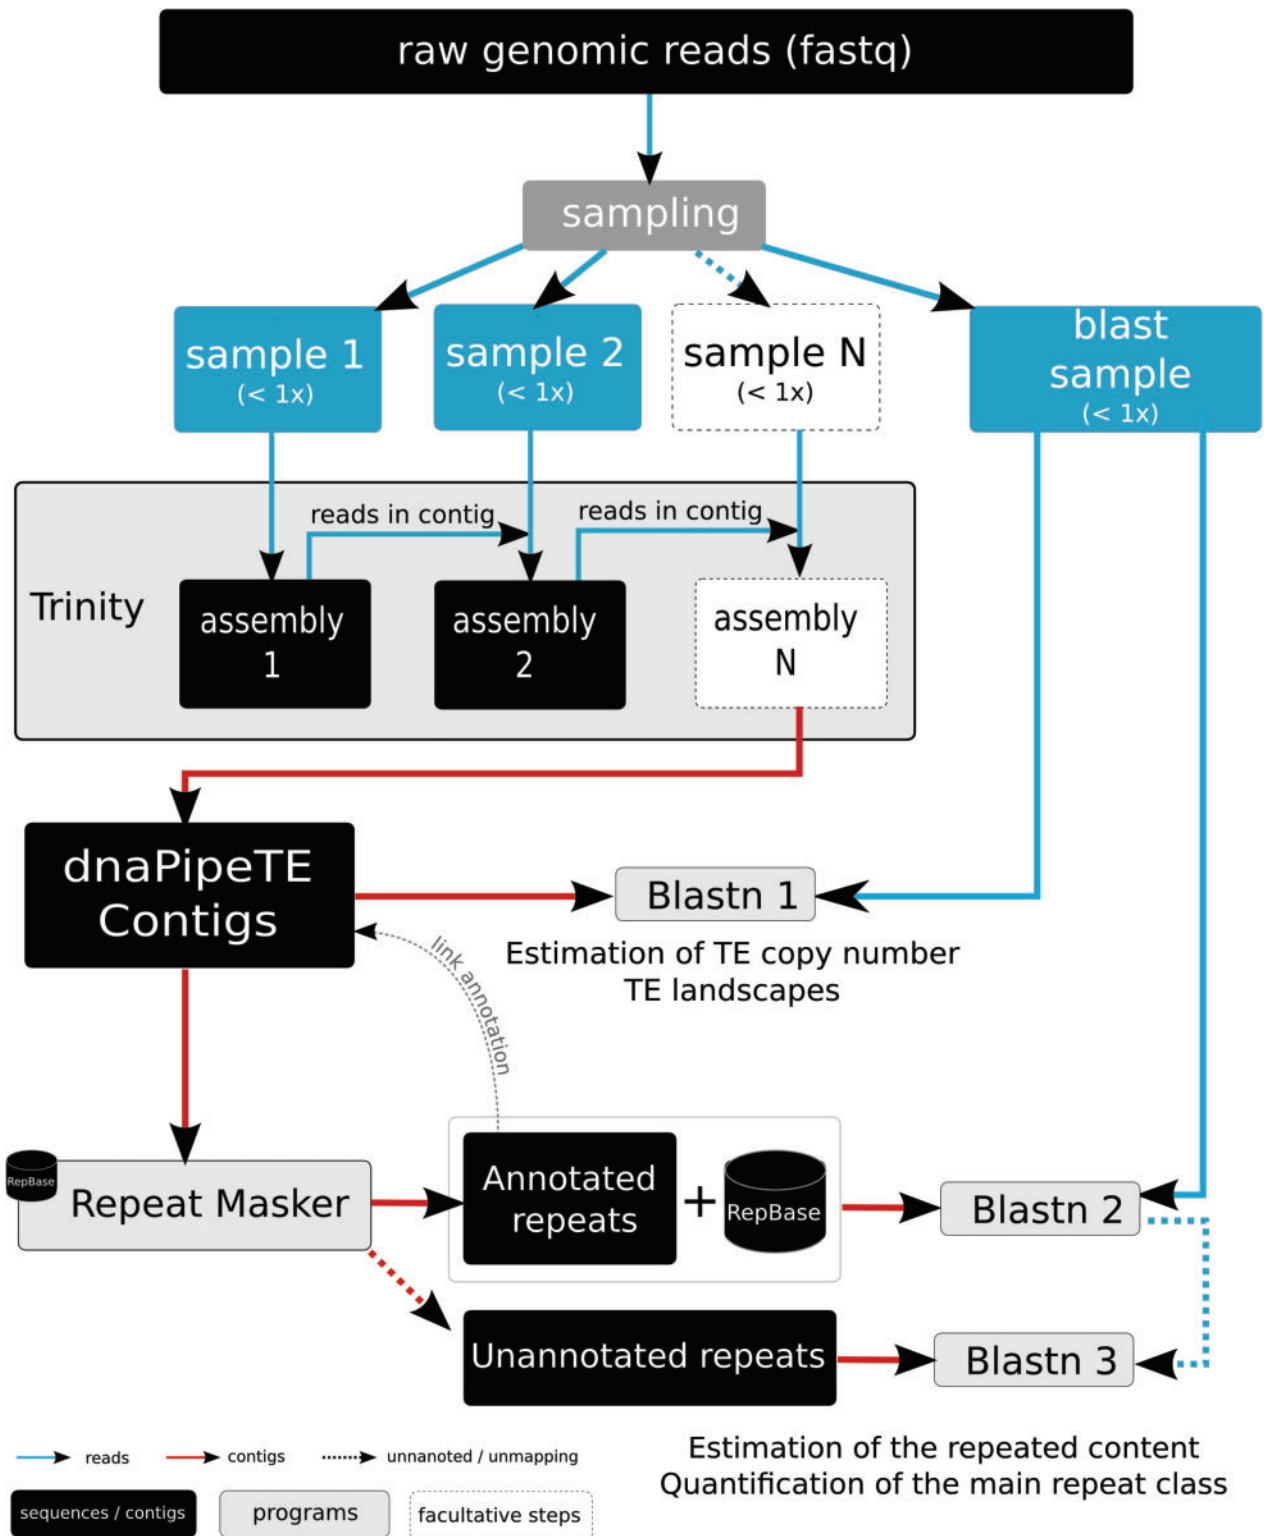 raw genomic reads (fastq)
sampling
sample 1
(< 1x)
sample 2
(< 1x)
sample N
(< 1x)
blast
sample
(< 1x)
reads in contig
reads in contig
Trinity
assembly
1
assembly
2
assembly
N
dnaPipeTE
Contigs
Blastn 1
Estimation of TE copy number
TE landscapes
link annotation
RepBase
Repeat Masker
Annotated
repeats
+
RepBase
Blastn 2
Unannotated repeats
Blastn 3
Estimation of the repeated content
Quantification of the main repeat class
reads
contigs
unnanoted / unmapping
sequences / contigs
programs
facultative steps